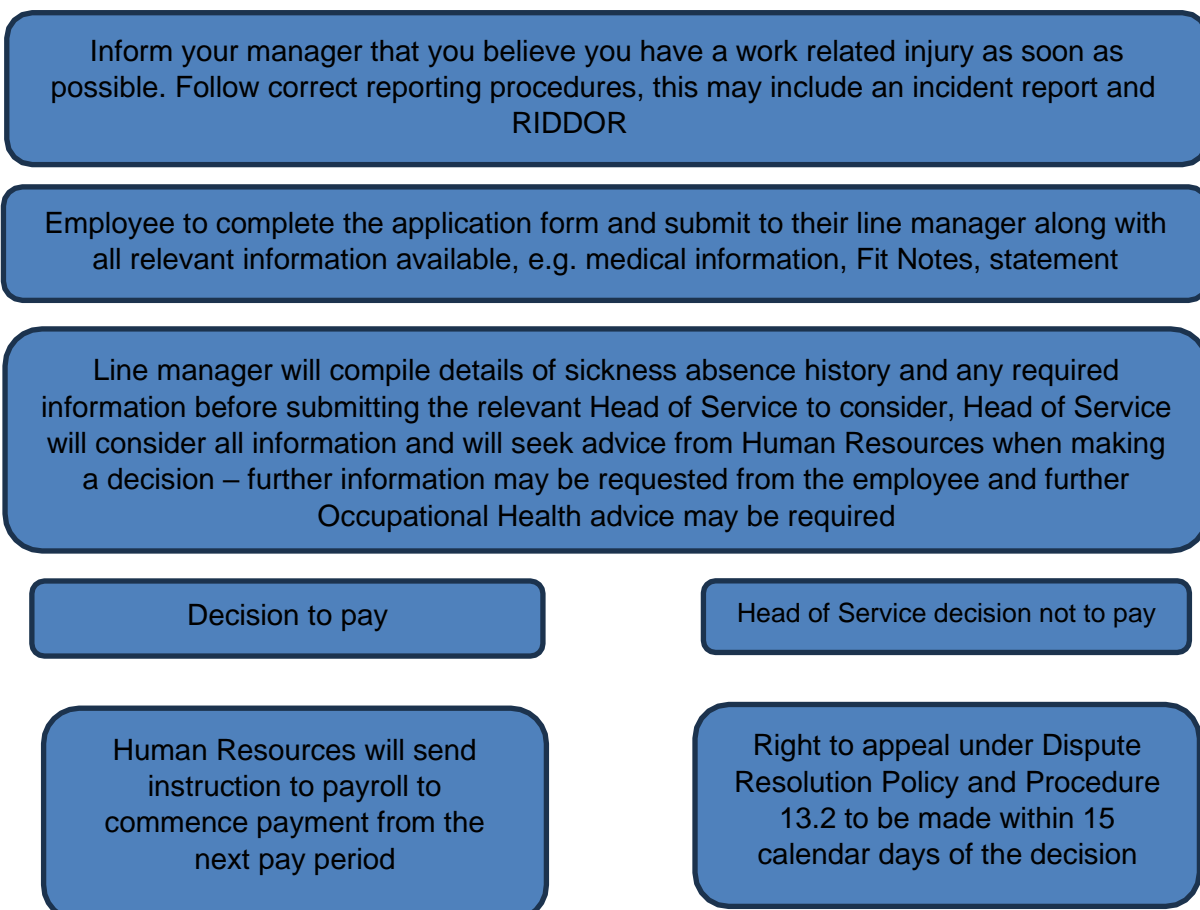 Inform your manager that you believe you have a work related injury as soon as
possible. Follow correct reporting procedures, this may include an incident report and
RIDDOR
Employee to complete the application form and submit to their line manager along with
all relevant information available, e.g. medical information, Fit Notes, statement
Line manager will compile details of sickness absence history and any required
information before submitting the relevant Head of Service to consider, Head of Service
will consider all information and will seek advice from Human Resources when making
a decision – further information may be requested from the employee and further
Occupational Health advice may be required
Decision to pay
Head of Service decision not to pay
Human Resources will send
instruction to payroll to
commence payment from the
next pay period
Right to appeal under Dispute
Resolution Policy and Procedure
13.2 to be made within 15
calendar days of the decision